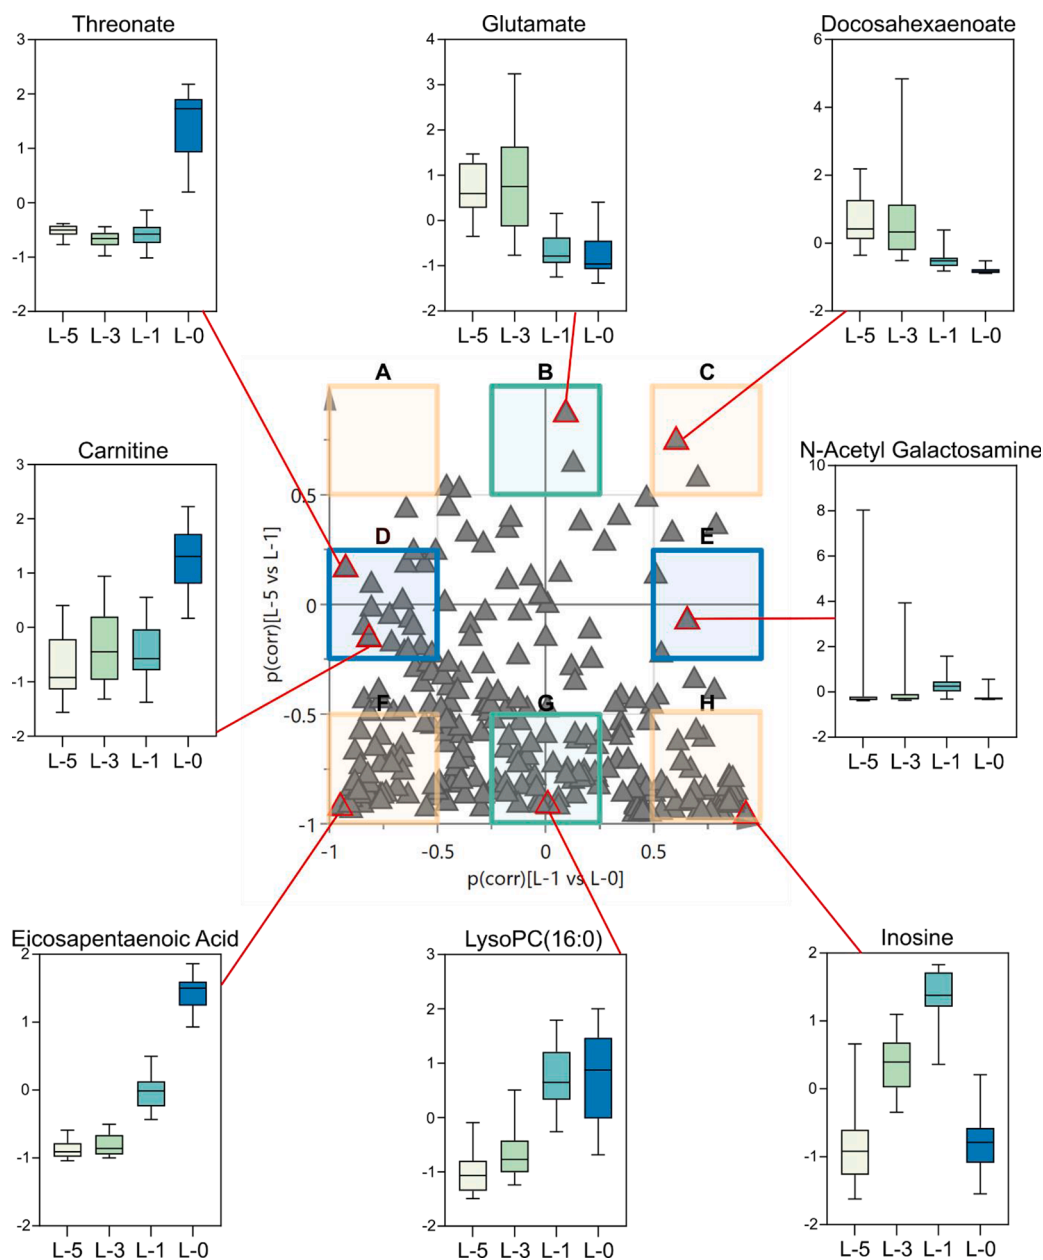 Threonate
3
2
1
0
-1
-2
L-5 L-3 L-1 L-0
Glutamate
4
3
2
1
0
-1
-2
L-5 L-3 L-1 L-0
Docosahexaenoate
6
4
2
0
-2
L-5 L-3 L-1 L-0
Carnitine
3
2
1
0
-1
-2
L-5 L-3 L-1 L-0
A B C
D E
F G H
p(corr)[L-5 vs L-1]
0.5
0
-0.5
-1
-1 -0.5 0 0.5
p(corr)[L-1 vs L-0]
N-Acetyl Galactosamine
10
8
6
4
2
0
-2
L-5 L-3 L-1 L-0
Eicosapentaenoic Acid
2
1
0
-1
-2
L-5 L-3 L-1 L-0
LysoPC(16:0)
3
2
1
0
-1
-2
L-5 L-3 L-1 L-0
Inosine
2
1
0
-1
-2
L-5 L-3 L-1 L-0